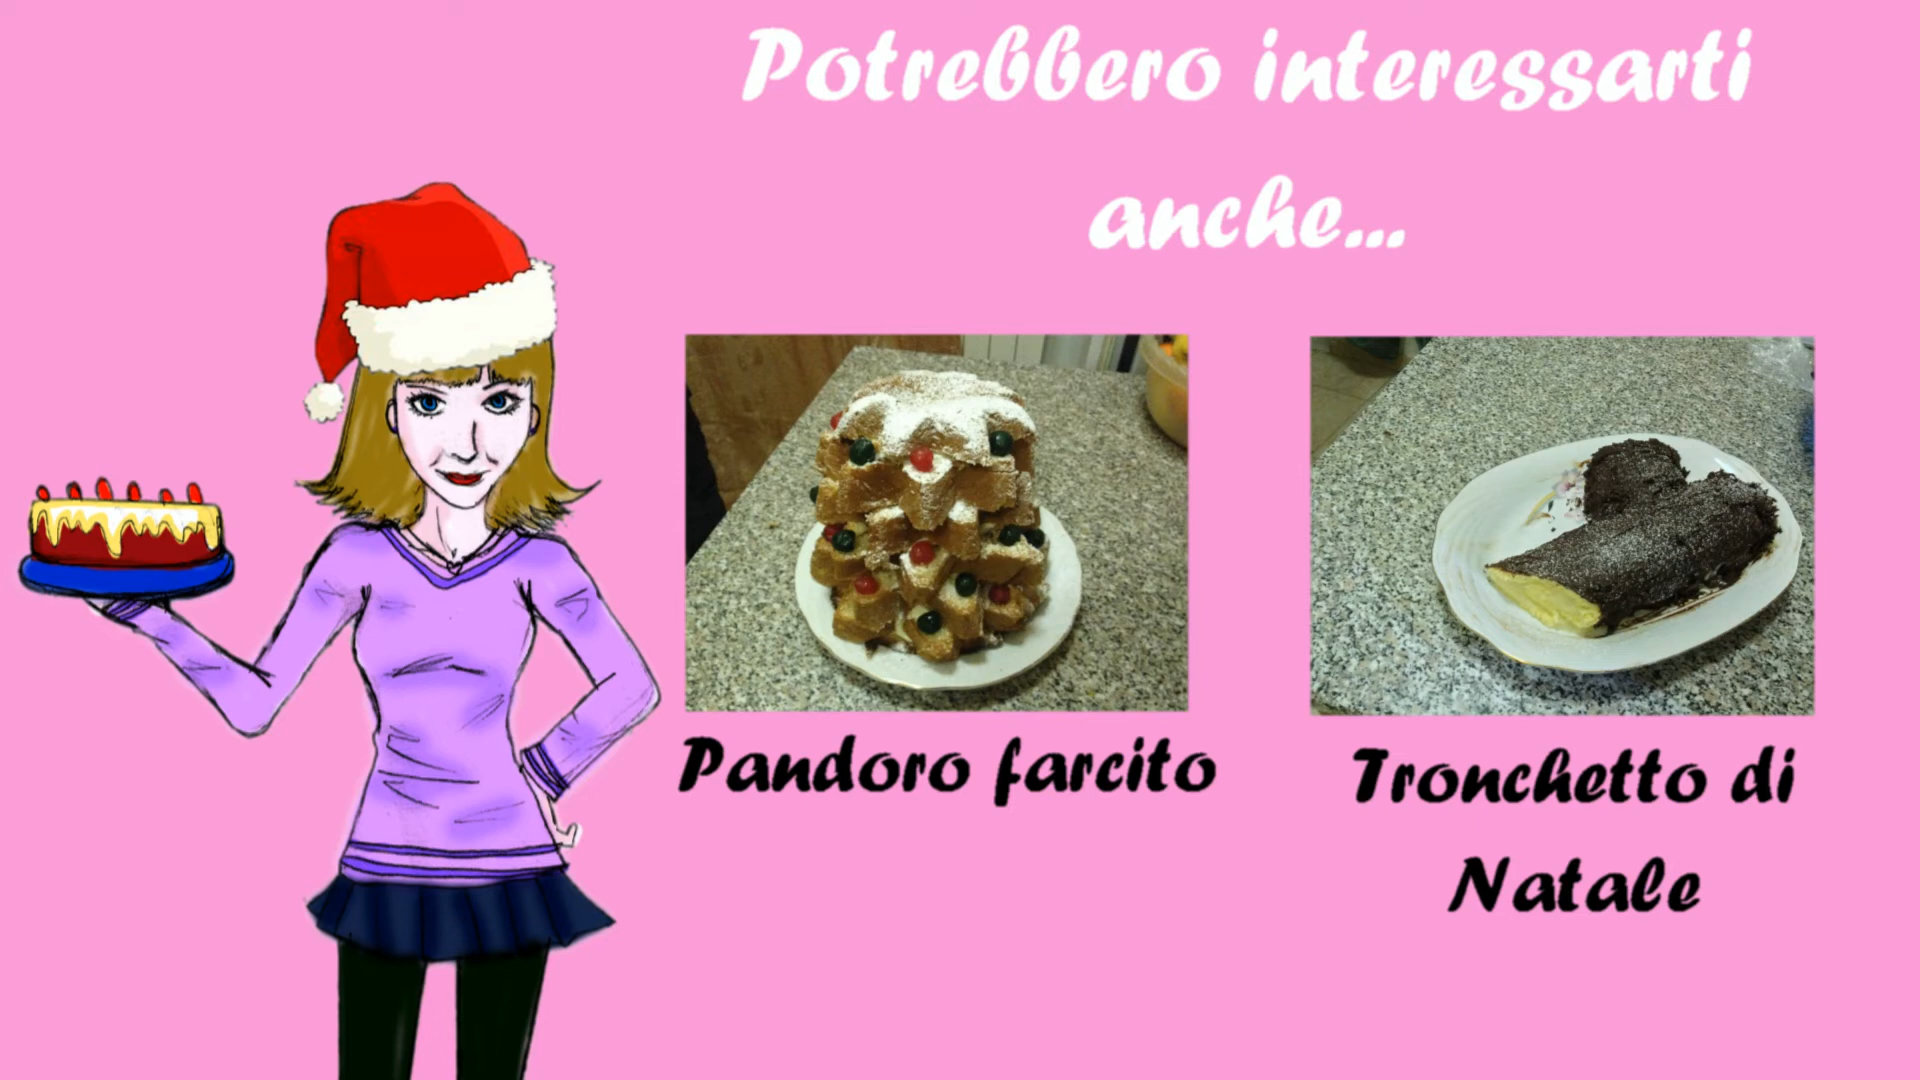 Potrebbero interessarti
anche...
Pandoro farcito
Tronchetto di
Natale